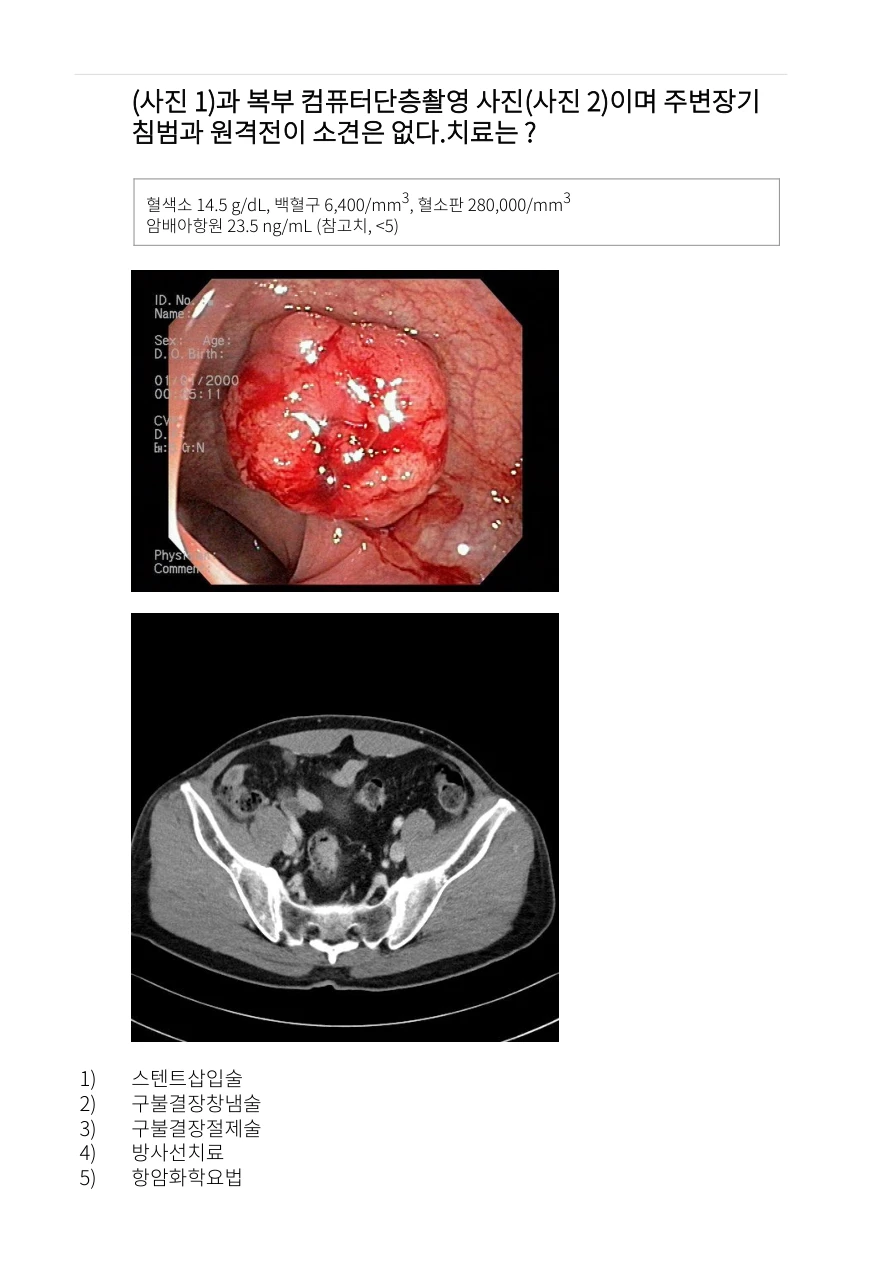 (사진 1)과 복부 컴퓨터단층촬영 사진(사진 2)이며 주변장기
침범과 원격전이 소견은 없다.치료는 ?
혈색소 14.5 g/dL, 백혈구 6,400/mm³, 혈소판 280,000/mm³
암배아항원 23.5 ng/mL (참고치, <5)
ID. No.
Name:
Sex: Age:
D.O.Birth:
01/01/2000
Physi
Commen
1) 스텐트삽입술
2) 구불결장창냄술
3) 구불결장절제술
4) 방사선치료
5) 항암화학요법